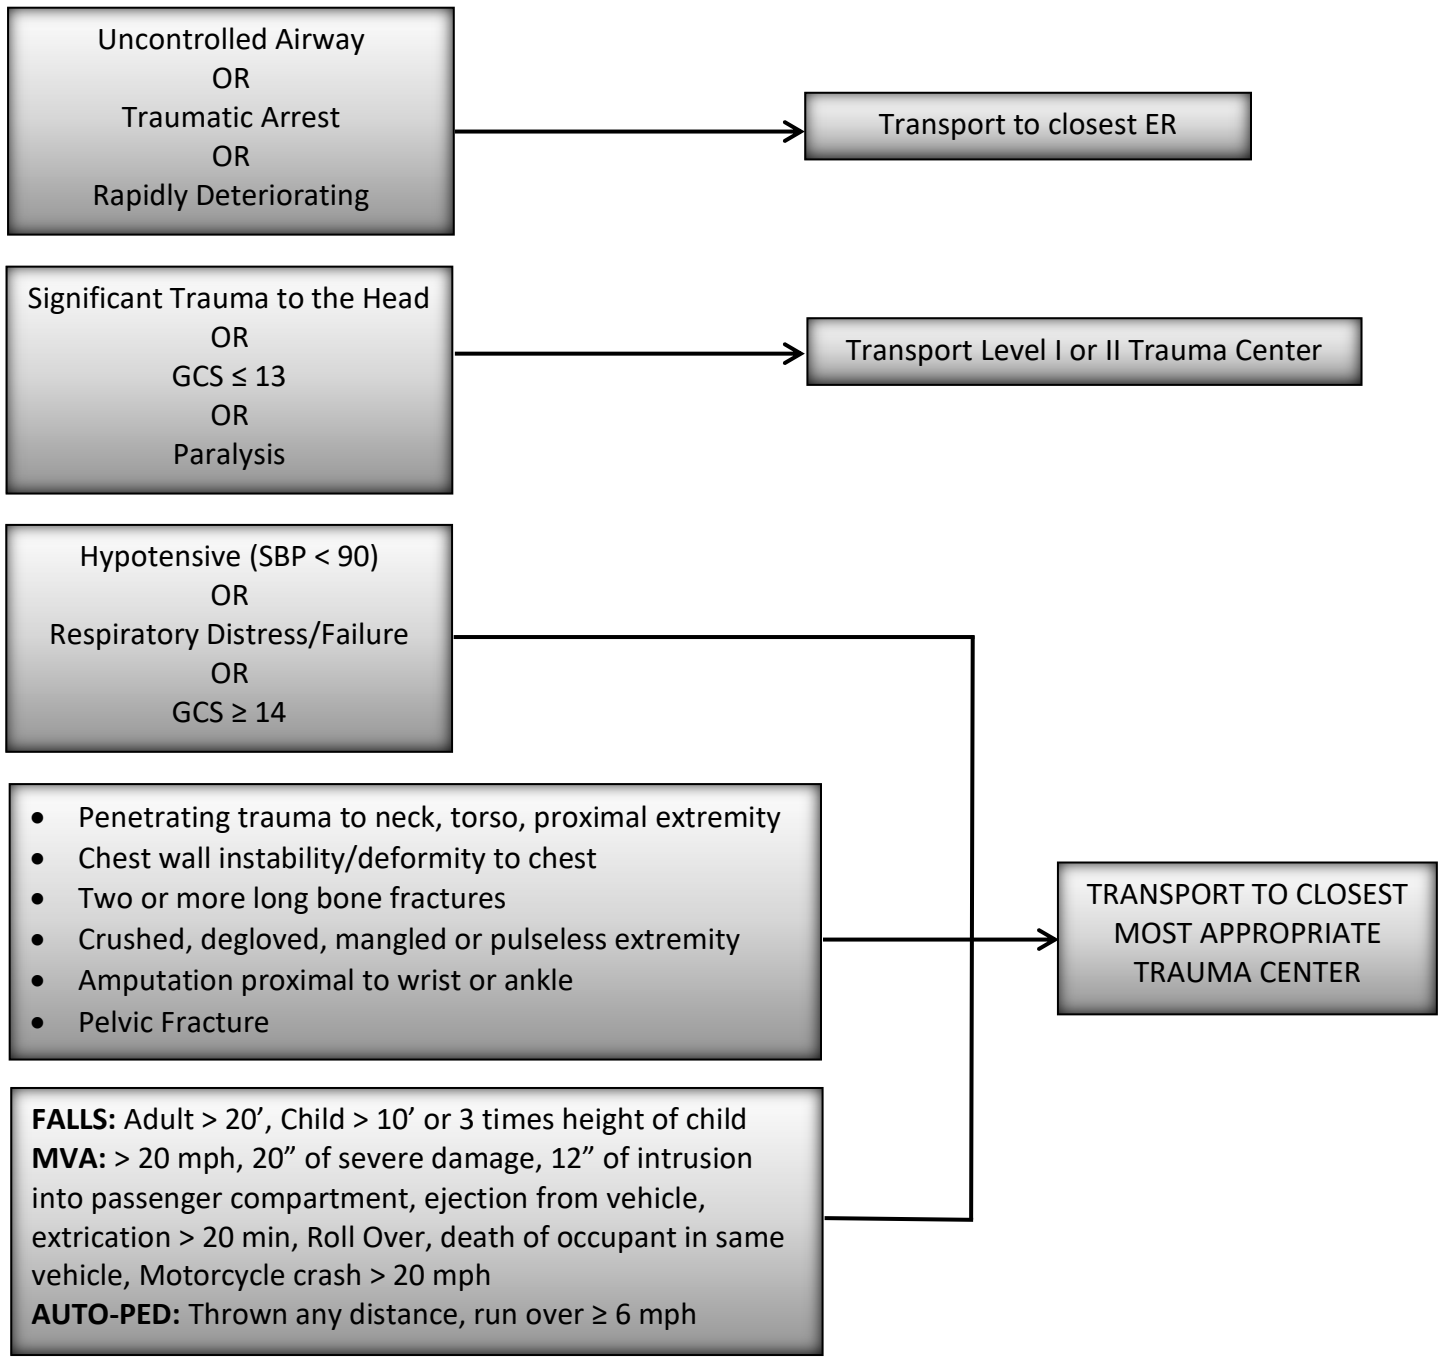 Uncontrolled Airway
OR
Traumatic Arrest
OR
Rapidly Deteriorating
Transport to closest ER
Significant Trauma to the Head
OR
GCS ≤ 13
OR
Paralysis
Transport Level I or II Trauma Center
Hypotensive (SBP < 90)
OR
Respiratory Distress/Failure
OR
GCS ≥ 14
• Penetrating trauma to neck, torso, proximal extremity
• Chest wall instability/deformity to chest
• Two or more long bone fractures
• Crushed, degloved, mangled or pulseless extremity
• Amputation proximal to wrist or ankle
• Pelvic Fracture
TRANSPORT TO CLOSEST
MOST APPROPRIATE
TRAUMA CENTER
FALLS: Adult > 20’, Child > 10’ or 3 times height of child
MVA: > 20 mph, 20” of severe damage, 12” of intrusion
into passenger compartment, ejection from vehicle,
extrication > 20 min, Roll Over, death of occupant in same
vehicle, Motorcycle crash > 20 mph
AUTO-PED: Thrown any distance, run over ≥ 6 mph